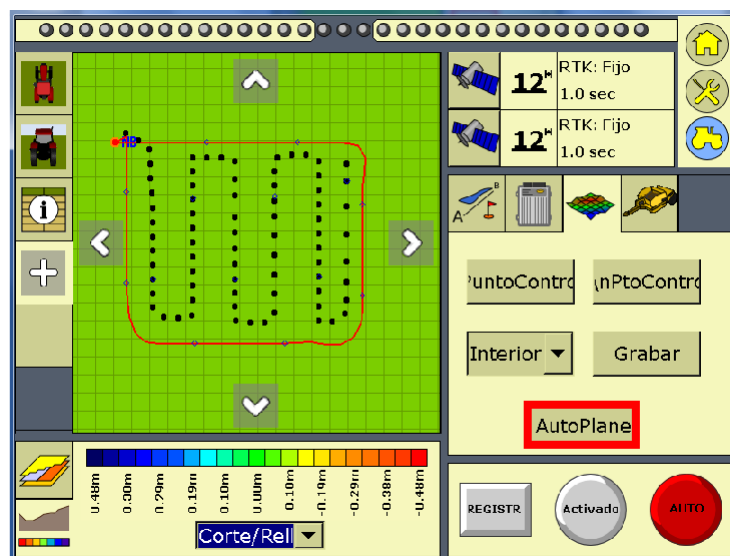 12
RTK: Fijo
1.0 sec
12
RTK: Fijo
1.0 sec
MB
A
B
i
PuntoContro
\nPtoContro
Interior
Grabar
AutoPlane
0.48m
0.30m
0.29m
0.19m
0.10m
0.00m
0.10m
-0.19m
-0.29m
-0.38m
-0.48m
Corte/Rell
REGISTR
Activado
AUTO